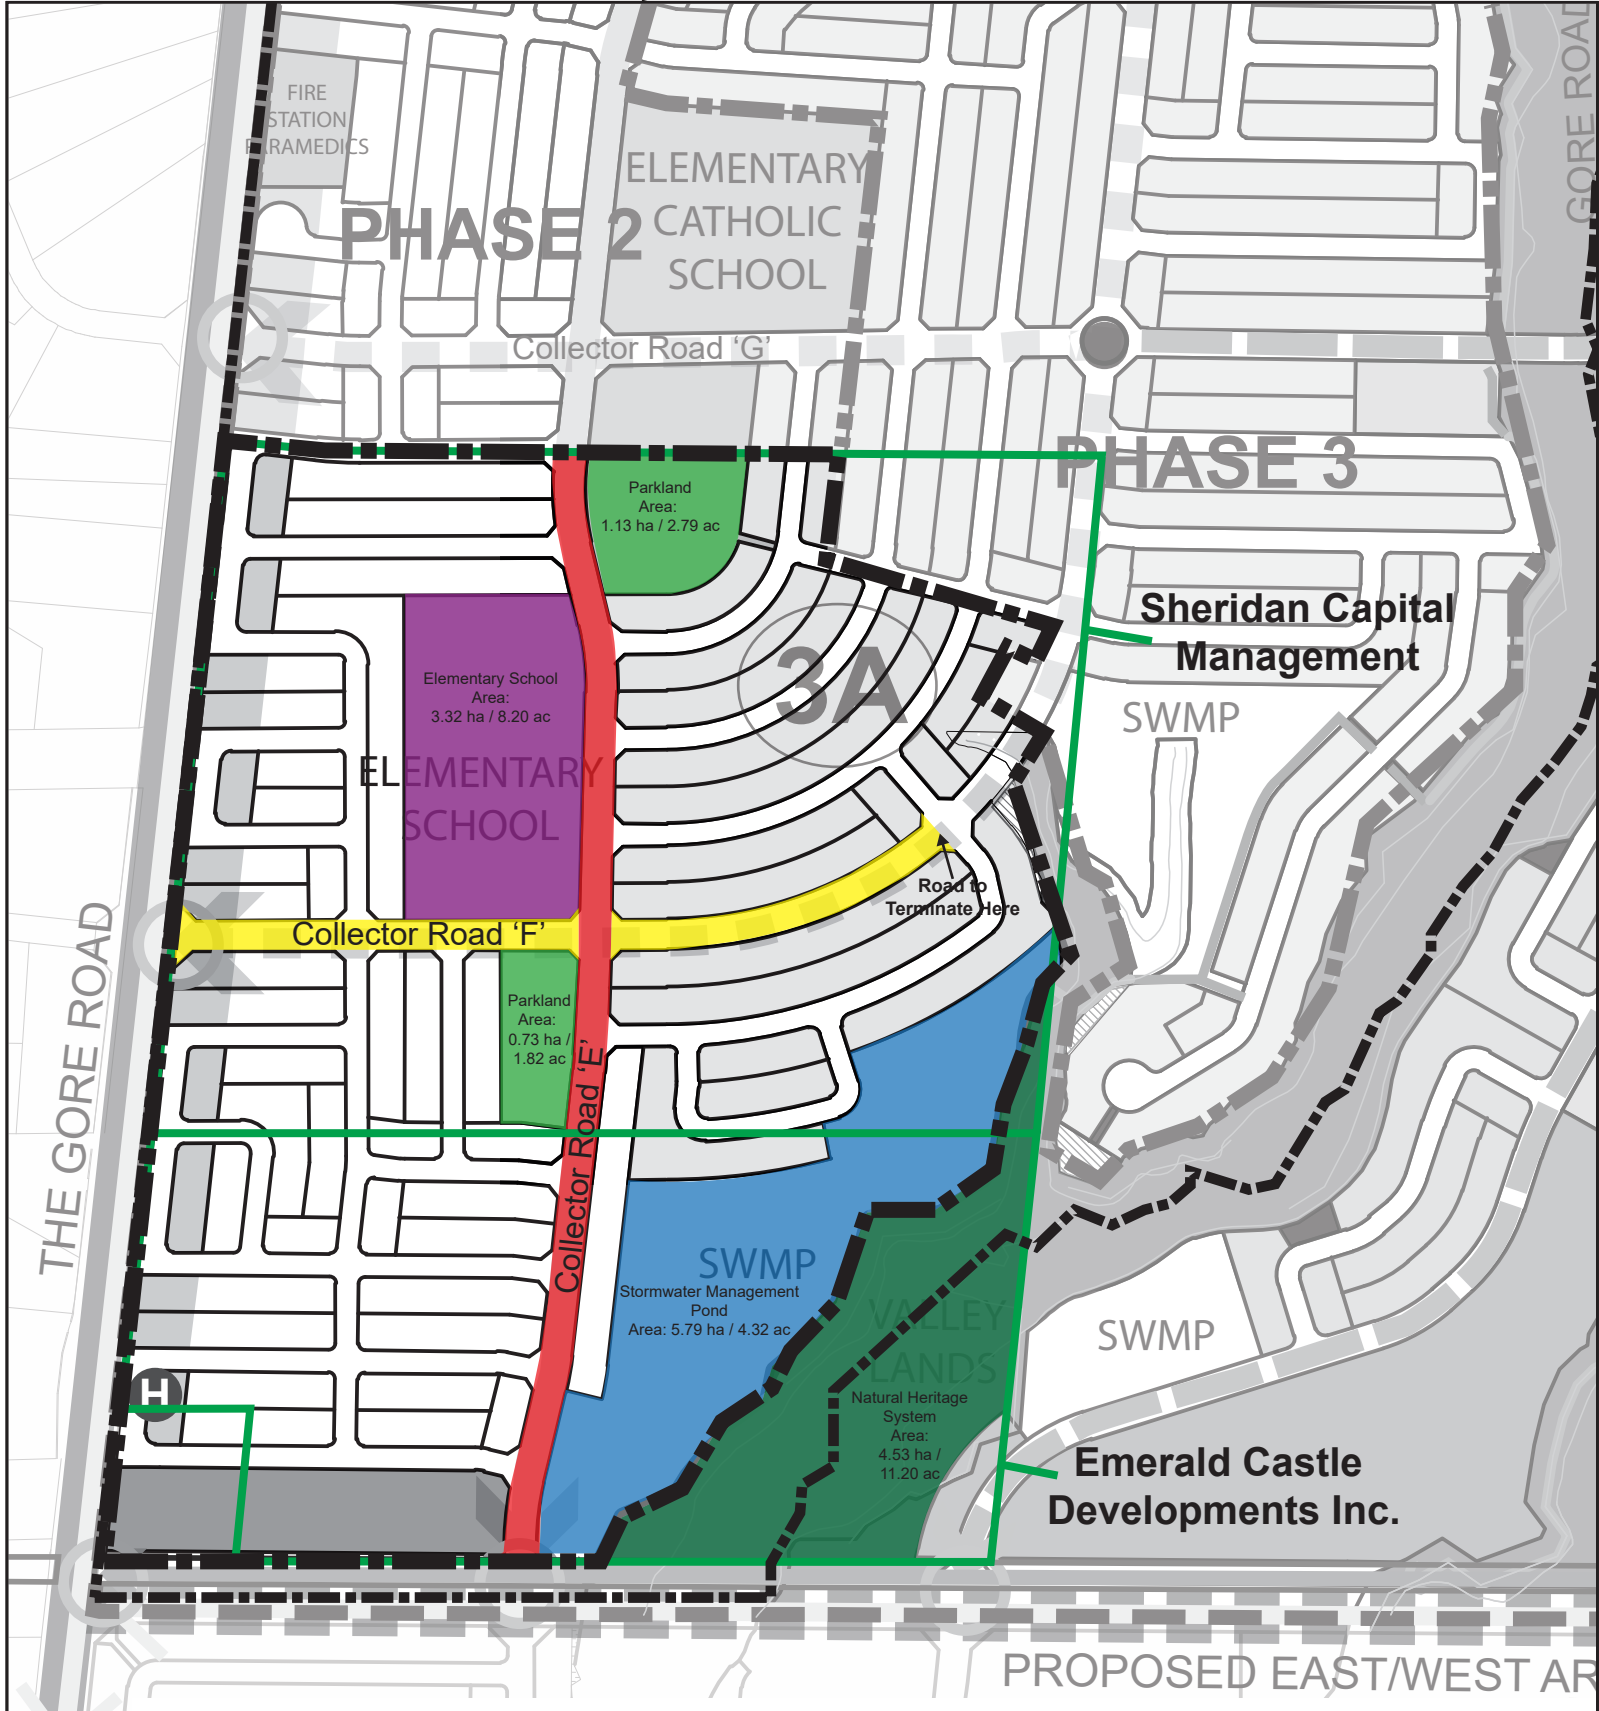 GORE ROAD
FIRE
STATION
PARAMEDICS
ELEMENTARY
CATHOLIC
SCHOOL
PHASE 2
Collector Road ‘G’
PHASE 3
Parkland
Area:
1.13 ha / 2.79 ac
Sheridan Capital
Management
3A
Elementary School
Area:
3.32 ha / 8.20 ac
SWMP
ELEMENTARY
SCHOOL
Road to
Terminate Here
Collector Road ‘F’
THE GORE ROAD
Parkland
Area:
0.73 ha /
1.82 ac
Collector Road ‘E’
SWMP
Stormwater Management
Pond
Area: 5.79 ha / 4.32 ac
VALLEY
LANDS
SWMP
H
Natural Heritage
System
Area:
4.53 ha /
11.20 ac
Emerald Castle
Developments Inc.
PROPOSED EAST/WEST AR